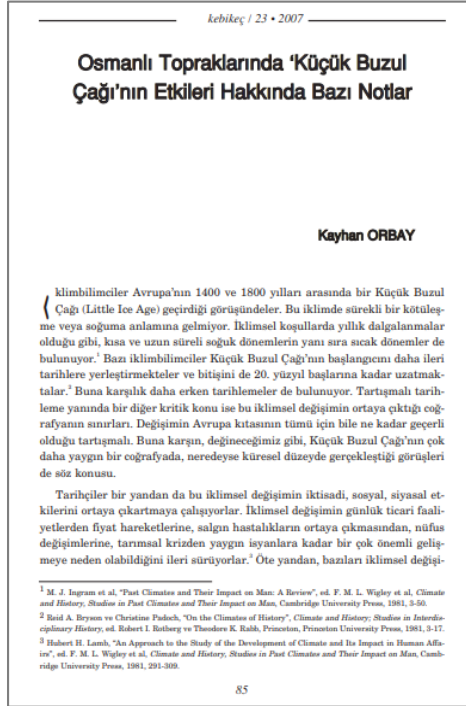 kebikeç / 23 • 2007
Osmanlı Topraklarında ‘Küçük Buzul
Çağı’nın Etkileri Hakkında Bazı Notlar
Kayhan ORBAY
klimbilimciler Avrupa’nın 1400 ve 1800 yılları arasında bir Küçük Buzul
Çağı (Little Ice Age) geçirdiği görüşündeler. Bu iklimde sürekli bir kötüleş-
me veya soğuma anlamına gelmiyor. İklimsel koşullarda yıllık dalgalanmalar
olduğu gibi, kısa ve uzun süreli soğuk dönemlerin yanı sıra sıcak dönemler de
bulunuyor.1 Bazı iklimbilimciler Küçük Buzul Çağı’nın başlangıcını daha ileri
tarihlere yerleştirmekteler ve bitişini de 20. yüzyıl başlarına kadar uzatmak-
talar.2 Buna karşılık daha erken tarihlemeler de bulunuyor. Tartışmalı tarih-
leme yanında bir diğer kritik konu ise bu iklimsel değişimin ortaya çıktığı coğ-
rafyanın sınırları. Değişimin Avrupa kıtasının tümü için bile ne kadar geçerli
olduğu tartışmalı. Buna karşın, değineceğimiz gibi, Küçük Buzul Çağı’nın çok
daha yaygın bir coğrafyada, neredeyse küresel düzeyde gerçekleştiği görüşleri
de söz konusu.
Tarihçiler bir yandan da bu iklimsel değişimin iktisadi, sosyal, siyasal et-
kilerini ortaya çıkartmaya çalışıyorlar. İklimsel değişimin günlük ticari faali-
yetlerden fiyat hareketlerine, salgın hastalıkların ortaya çıkmasından, nüfus
değişimlerine, tarımsal krizden yaygın isyanlara kadar bir çok önemli geliş-
meye neden olabildiğini ileri sürüyorlar.3 Öte yandan, bazıları iklimsel değişi-
1 M. J. Ingram et al, “Past Climates and Their Impact on Man: A Review”, ed. F. M. L. Wigley et al, Climate
and History, Studies in Past Climates and Their Impact on Man, Cambridge University Press, 1981, 3-50.
2 Reid A. Bryson ve Christine Padoch, “On the Climates of History”, Climate and History; Studies in Interdis-
ciplinary History, ed. Robert I. Rotberg ve Theodore K. Rabb, Princeton, Princeton University Press, 1981, 3-17.
3 Hubert H. Lamb, “An Approach to the Study of the Development of Climate and Its Impact in Human Affa-
irs”, ed. F. M. L. Wigley et al, Climate and History, Studies in Past Climates and Their Impact on Man, Camb-
ridge University Press, 1981, 291-309.
85